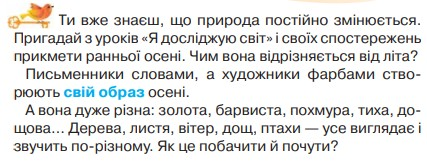 Ти вже знаєш, що природа постійно змінюється.
Пригадай з уроків «Я досліджую світ» і своїх спостережень
прикмети ранньої осені. Чим вона відрізняється від літа?
Письменники словами, а художники фарбами ство-
рюють свій образ осені.
А вона дуже різна: золота, барвиста, похмура, тиха, до-
щова... Дерева, листя, вітер, дощ, птахи — усе виглядає і
звучить по-різному. Як це побачити й почути?